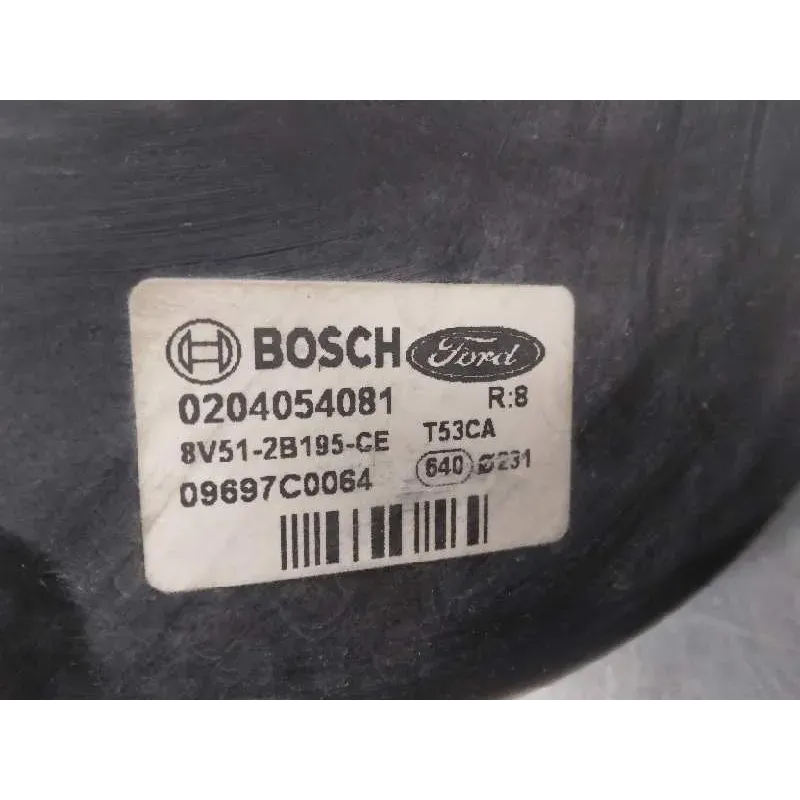 BOSCH Ford
0204054081 R:8
8V51-2B195-CE T53CA
09697C0064 640 ø231